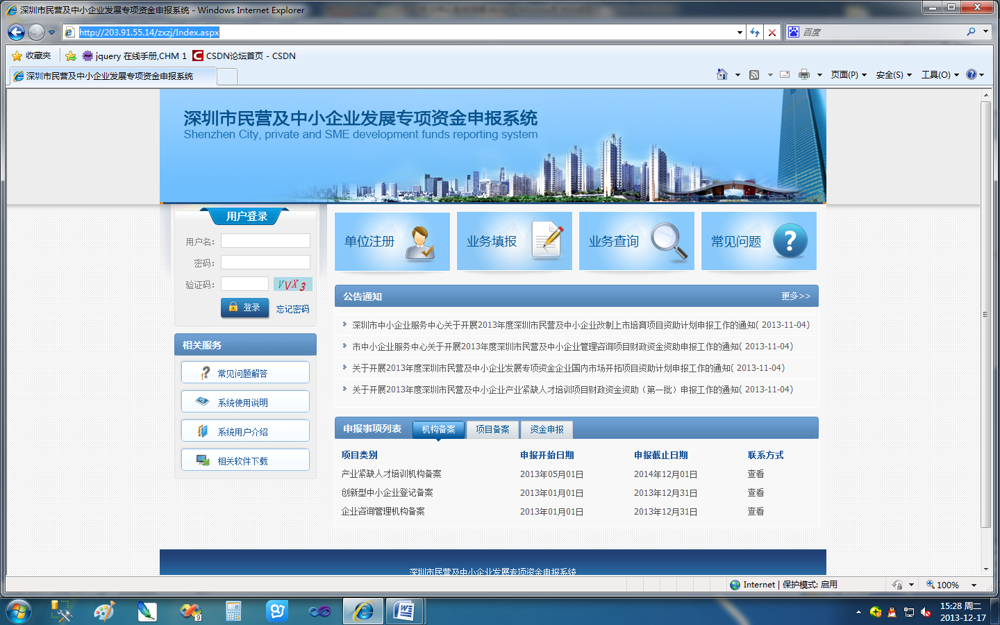 深圳市民营及中小企业发展专项资金申报系统 - Windows Internet Explorer
http://203.91.55.14/zxzj/Index.aspx
百度
收藏夹
jquery 在线手册,CHM 1
CSDN论坛首页 - CSDN
深圳市民营及中小企业发展专项资金申报系统
页面(P) 安全(S) 工具(O)
深圳市民营及中小企业发展专项资金申报系统
Shenzhen City, private and SME development funds reporting system
用户登录
用户名：
密码：
验证码： VVX3
登录 忘记密码
相关服务
常见问题解答
系统使用说明
系统用户介绍
相关软件下载
单位注册 业务填报 业务查询 常见问题
公告通知 更多>>
深圳市中小企业服务中心关于开展2013年度深圳市民营及中小企业改制上市培育项目资助计划申报工作的通知( 2013-11-04)
市中小企业服务中心关于开展2013年度深圳市民营及中小企业管理咨询项目财政资金资助申报工作的通知( 2013-11-04)
关于开展2013年度深圳市民营及中小企业发展专项资金企业国内市场开拓项目资助计划申报工作的通知( 2013-11-04)
关于开展2013年度深圳市民营及中小企业产业紧缺人才培训项目财政资金资助（第一批）申报工作的通知( 2013-11-04)
申报事项列表 机构备案 项目备案 资金申报
项目类别 申报开始日期 申报截止日期 联系方式
产业紧缺人才培训机构备案 2013年05月01日 2014年12月01日 查看
创新型中小企业登记备案 2013年01月01日 2013年12月31日 查看
企业咨询管理机构备案 2013年01月01日 2013年12月31日 查看
深圳市民营及中小企业发展专项资金申报系统
Internet | 保护模式: 启用
100%
15:28 周二
2013-12-17